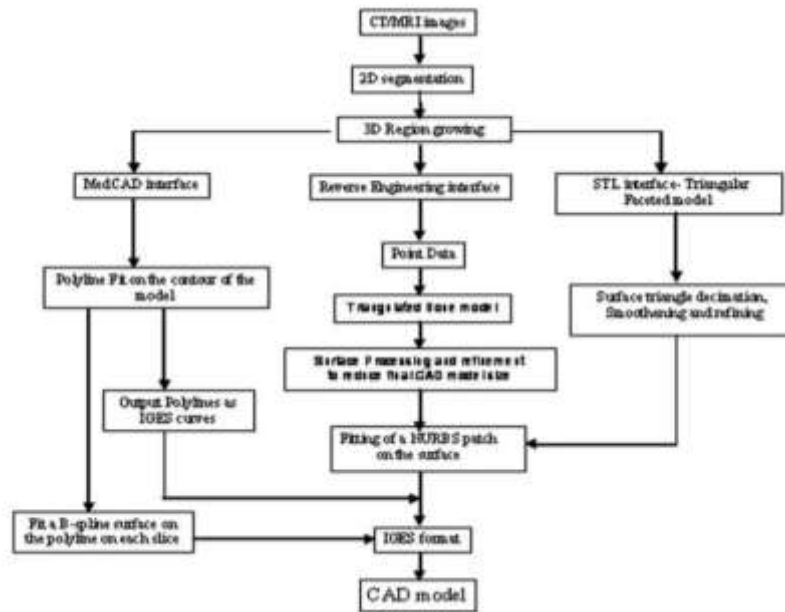 CT/MRI images
2D segmentation
3D Region growing
MedCAD interface
Reverse Engineering interface
STL interface- Triangular
Faceted model
Point Data
Polyline Fit on the contour of the
model
Triangulated
model
Surface triangle decimation,
Smoothening and refining
Surface Processing and refinement
to reduce final CAD model size
Output Polylines as
IGES curves
Fitting of a NURBS patch
on the surface
Fit a B-spline surface on
the polyline on each slice
IGES format
CAD model